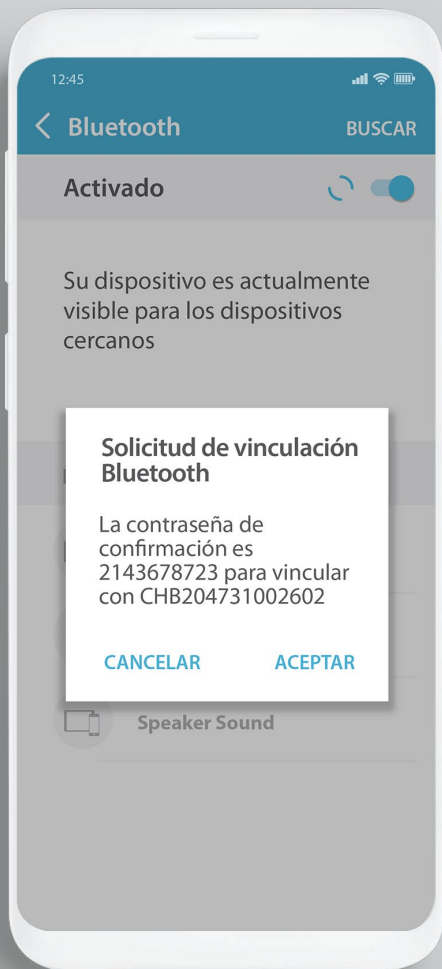 12:45
Bluetooth
BUSCAR
Activado
Su dispositivo es actualmente
visible para los dispositivos
cercanos
Solicitud de vinculación
Bluetooth
La contraseña de
confirmación es
2143678723 para vincular
con CHB204731002602
CANCELAR
ACEPTAR
Speaker Sound